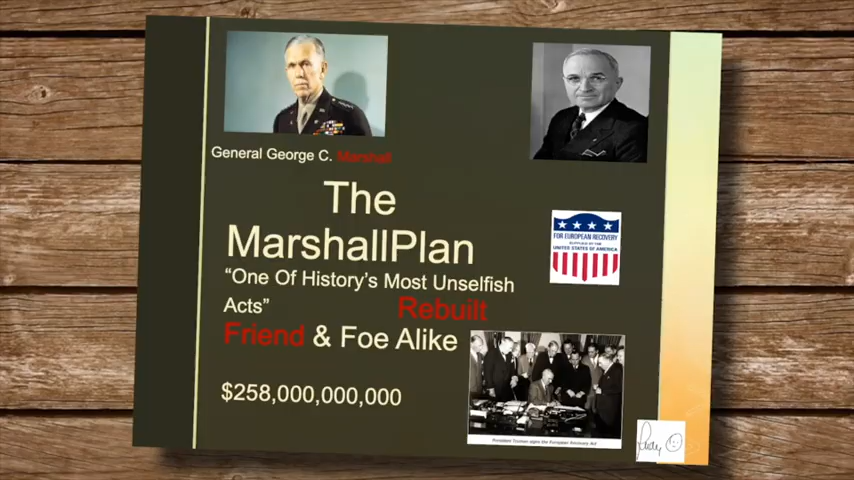 General George C. Marshall
The
MarshallPlan
“One Of History’s Most Unselfish
Acts” Rebuilt
Friend & Foe Alike
$258,000,000,000
FOR EUROPEAN RECOVERY
SUPPLIED BY THE
UNITED STATES OF AMERICA
President Truman signs the European Recovery Act